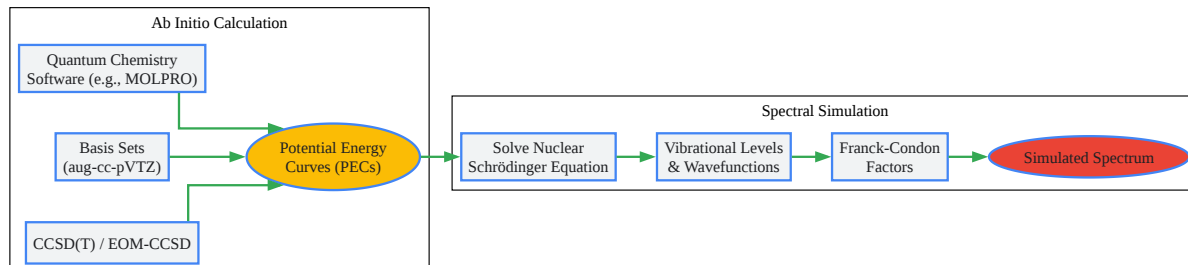 Ab Initio Calculation
Quantum Chemistry
Software (e.g., MOLPRO)
Basis Sets
(aug-cc-pVTZ)
CCSD(T) / EOM-CCSD
Potential Energy
Curves (PECs)
Spectral Simulation
Solve Nuclear
Schrödinger Equation
Vibrational Levels
& Wavefunctions
Franck-Condon
Factors
Simulated Spectrum